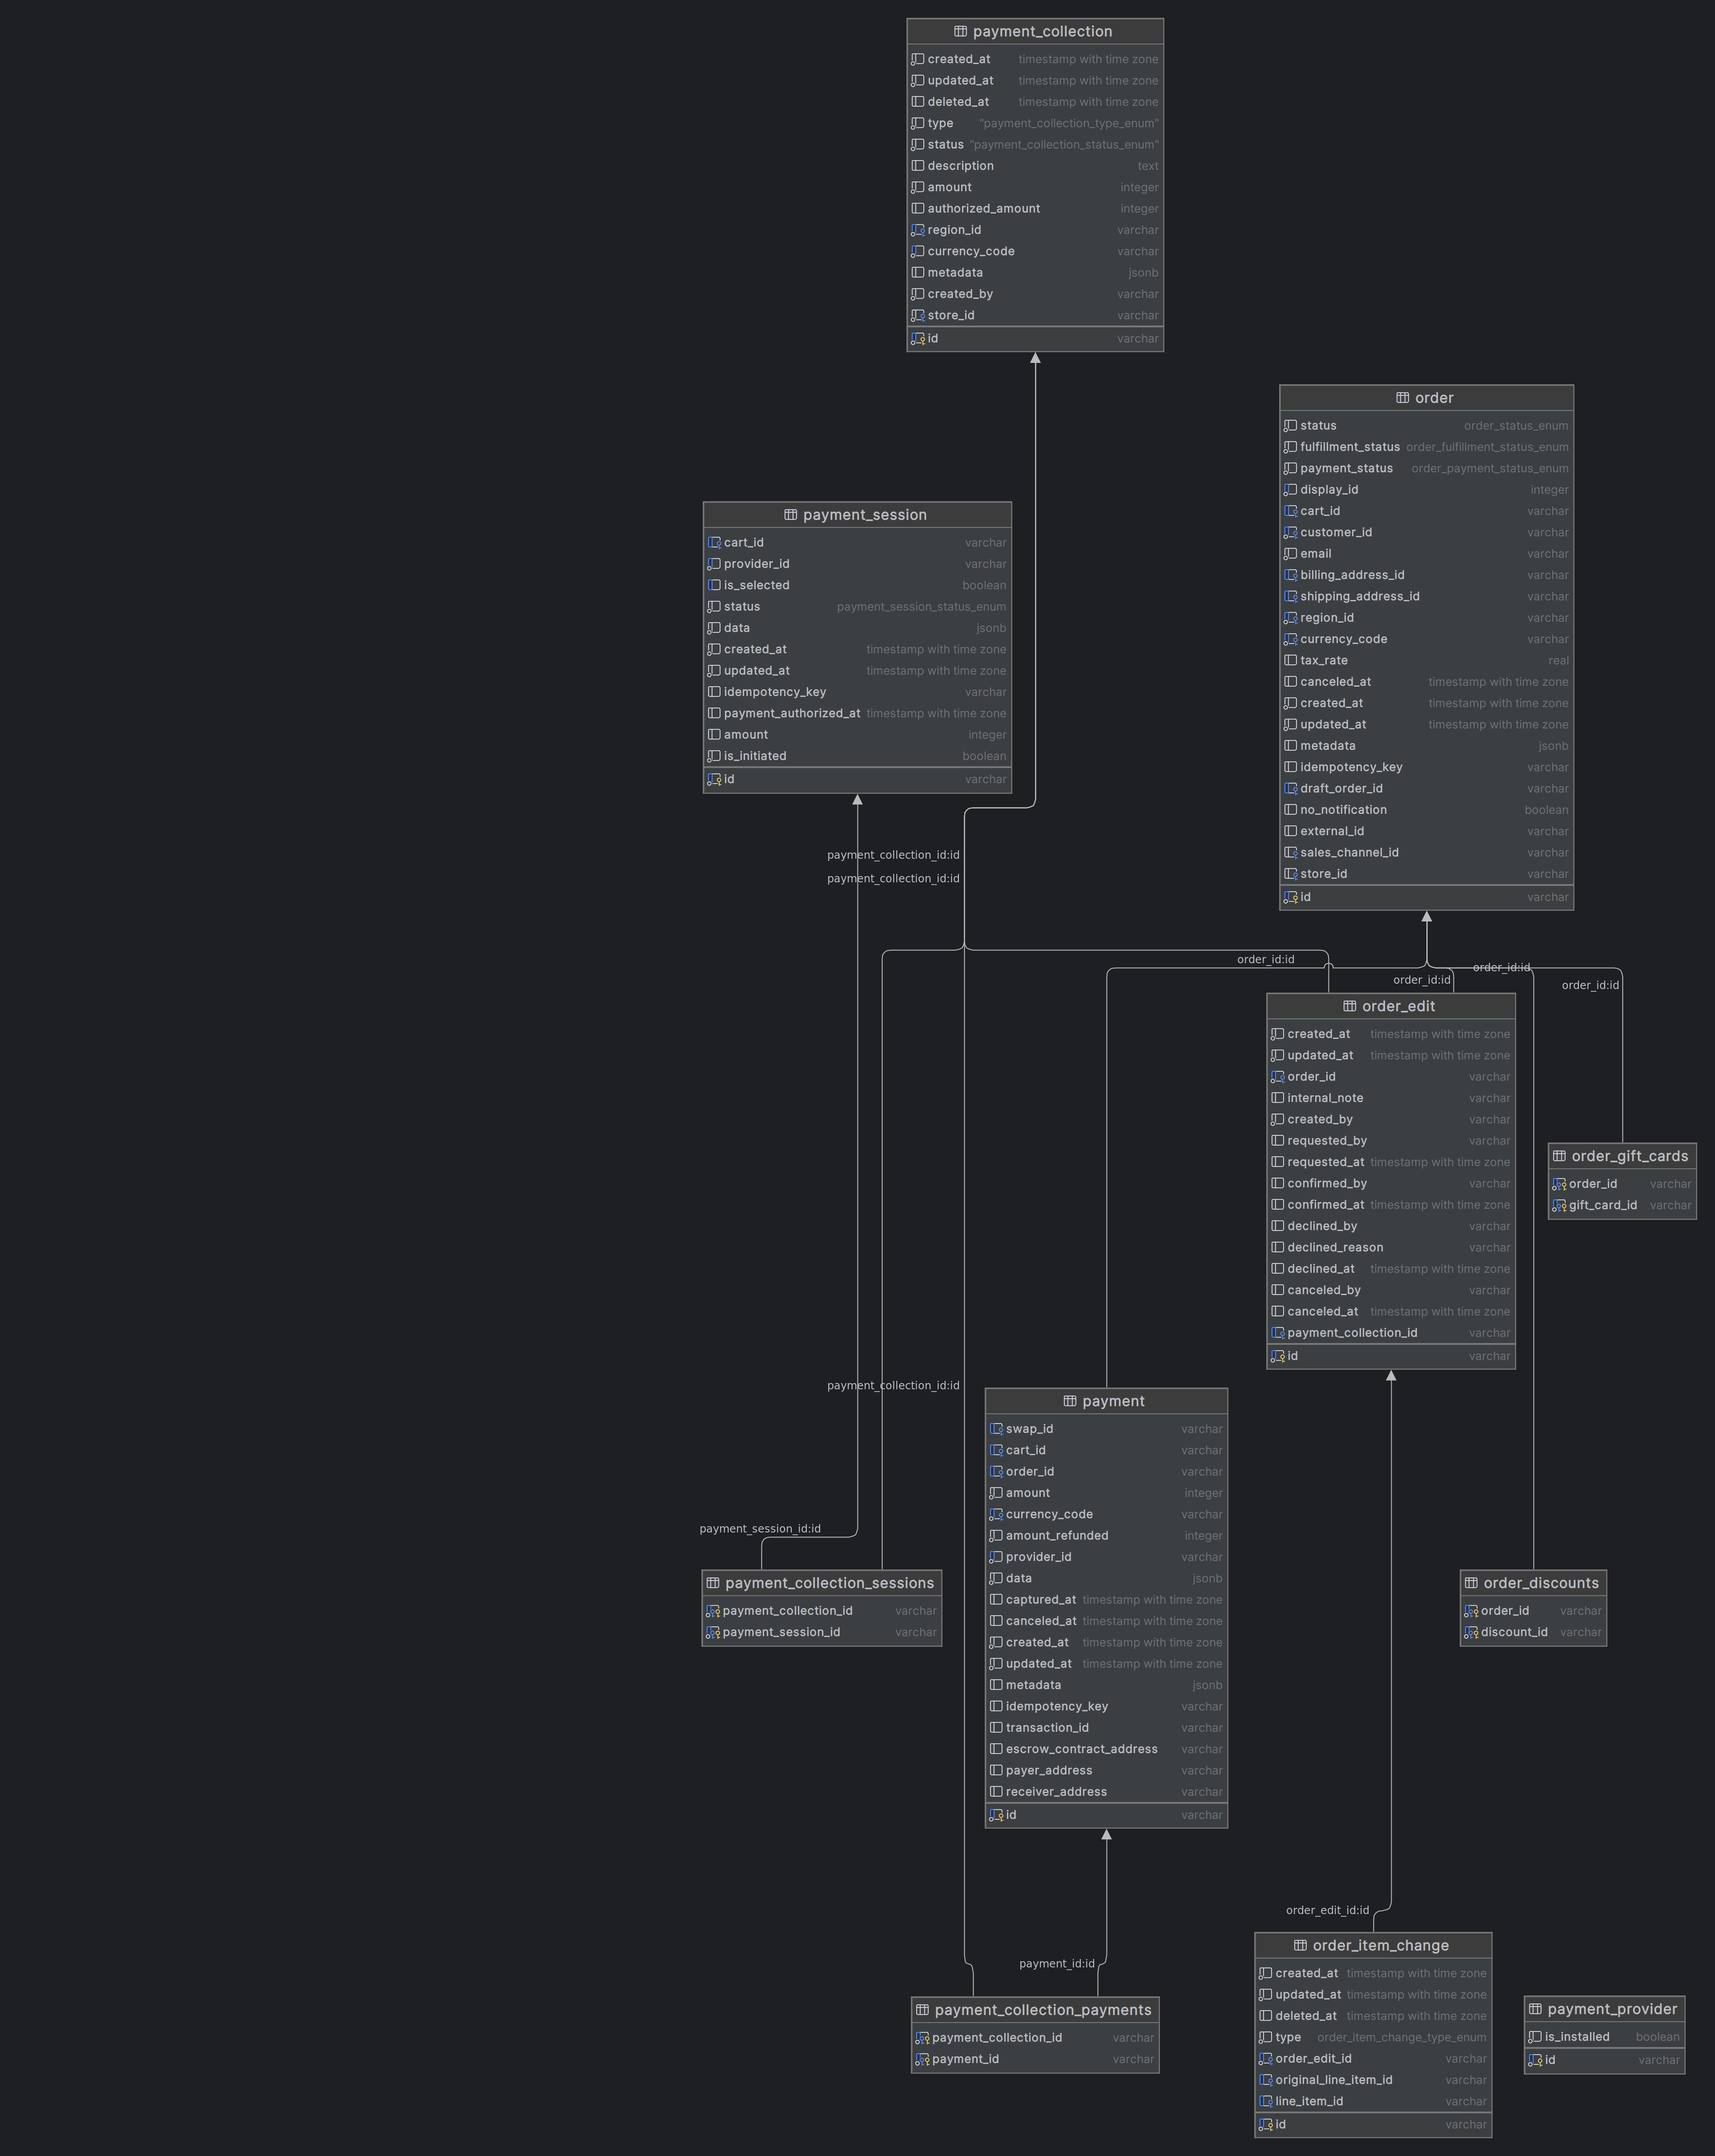 payment_collection
created_at timestamp with time zone
updated_at timestamp with time zone
deleted_at timestamp with time zone
type "payment_collection_type_enum"
status "payment_collection_status_enum"
description text
amount integer
authorized_amount integer
region_id varchar
currency_code varchar
metadata jsonb
created_by varchar
store_id varchar
id varchar
order
status order_status_enum
fulfillment_status order_fulfillment_status_enum
payment_status order_payment_status_enum
display_id integer
cart_id varchar
customer_id varchar
email varchar
billing_address_id varchar
shipping_address_id varchar
region_id varchar
currency_code varchar
tax_rate real
canceled_at timestamp with time zone
created_at timestamp with time zone
updated_at timestamp with time zone
metadata jsonb
idempotency_key varchar
draft_order_id varchar
no_notification boolean
external_id varchar
sales_channel_id varchar
store_id varchar
id varchar
payment_session
cart_id varchar
provider_id varchar
is_selected boolean
status payment_session_status_enum
data jsonb
created_at timestamp with time zone
updated_at timestamp with time zone
idempotency_key varchar
payment_authorized_at timestamp with time zone
amount integer
is_initiated boolean
id varchar
payment_collection_id:id
payment_collection_id:id
order_id:id
order_id:id
order_id:id
order_id:id
order_edit
created_at timestamp with time zone
updated_at timestamp with time zone
order_id varchar
internal_note varchar
created_by varchar
requested_by varchar
requested_at timestamp with time zone
confirmed_by varchar
confirmed_at timestamp with time zone
declined_by varchar
declined_reason varchar
declined_at timestamp with time zone
canceled_by varchar
canceled_at timestamp with time zone
payment_collection_id varchar
id varchar
order_gift_cards
order_id varchar
gift_card_id varchar
payment_collection_id:id
payment
swap_id varchar
cart_id varchar
order_id varchar
amount integer
currency_code varchar
amount_refunded integer
provider_id varchar
data jsonb
captured_at timestamp with time zone
canceled_at timestamp with time zone
created_at timestamp with time zone
updated_at timestamp with time zone
metadata jsonb
idempotency_key varchar
transaction_id varchar
escrow_contract_address varchar
payer_address varchar
receiver_address varchar
id varchar
payment_session_id:id
payment_collection_sessions
payment_collection_id varchar
payment_session_id varchar
order_discounts
order_id varchar
discount_id varchar
order_edit_id:id
payment_id:id
order_item_change
created_at timestamp with time zone
updated_at timestamp with time zone
deleted_at timestamp with time zone
type order_item_change_type_enum
order_edit_id varchar
original_line_item_id varchar
line_item_id varchar
id varchar
payment_collection_payments
payment_collection_id varchar
payment_id varchar
payment_provider
is_installed boolean
id varchar